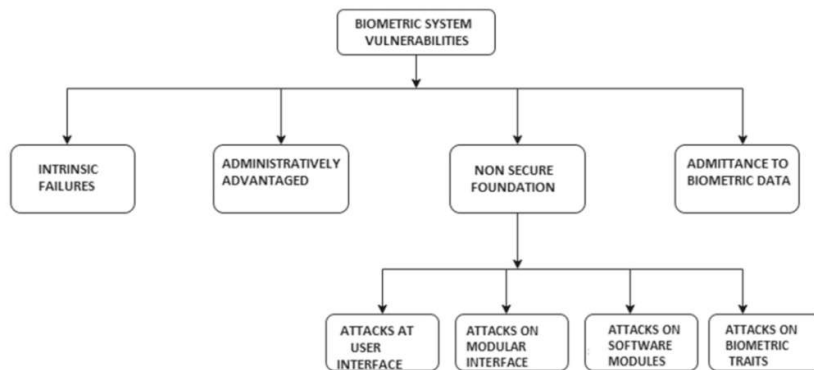 BIOMETRIC SYSTEM
VULNERABILITIES
INTRINSIC
FAILURES
ADMINISTRATIVELY
ADVANTAGED
NON SECURE
FOUNDATION
ADMITTANCE TO
BIOMETRIC DATA
ATTACKS AT
USER
INTERFACE
ATTACKS ON
MODULAR
INTERFACE
ATTACKS ON
SOFTWARE
MODULES
ATTACKS ON
BIOMETRIC
TRAITS